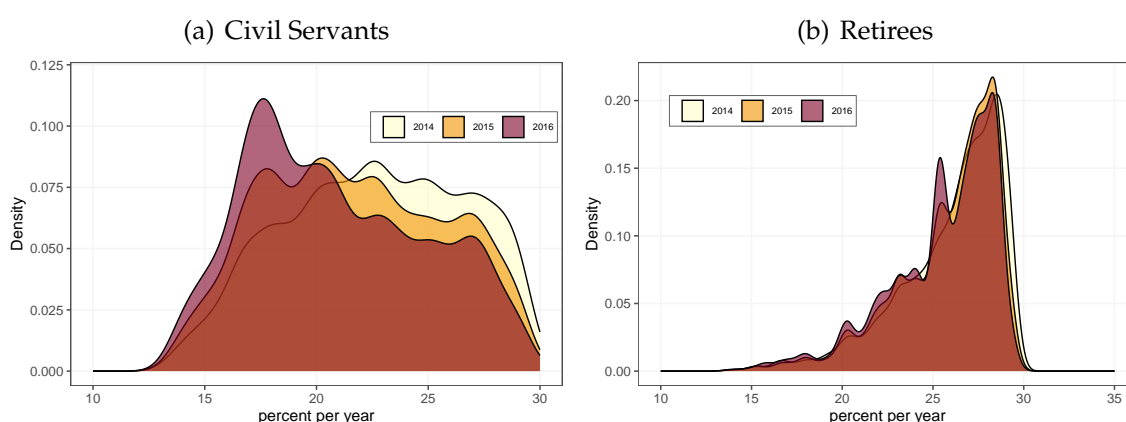 (a) Civil Servants
0.125
0.100
0.075
0.050
0.025
0.000
Density
10 15 20 25 30
percent per year
2014 2015 2016
(b) Retirees
0.20
0.15
0.10
0.05
0.00
Density
10 15 20 25 30 35
percent per year
2014 2015 2016